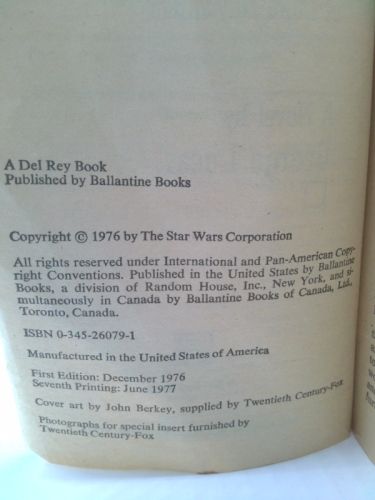 A Del Rey Book
Published by Ballantine Books
Copyright © 1976 by The Star Wars Corporation
All rights reserved under International and Pan-American Copy-
right Conventions. Published in the United States by Ballantine
Books, a division of Random House, Inc., New York, and si-
multaneously in Canada by Ballantine Books of Canada, Ltd.,
Toronto, Canada.
ISBN 0-345-26079-1
Manufactured in the United States of America
First Edition: December 1976
Seventh Printing: June 1977
Cover art by John Berkey, supplied by Twentieth Century-Fox
Photographs for special insert furnished by
Twentieth Century-Fox